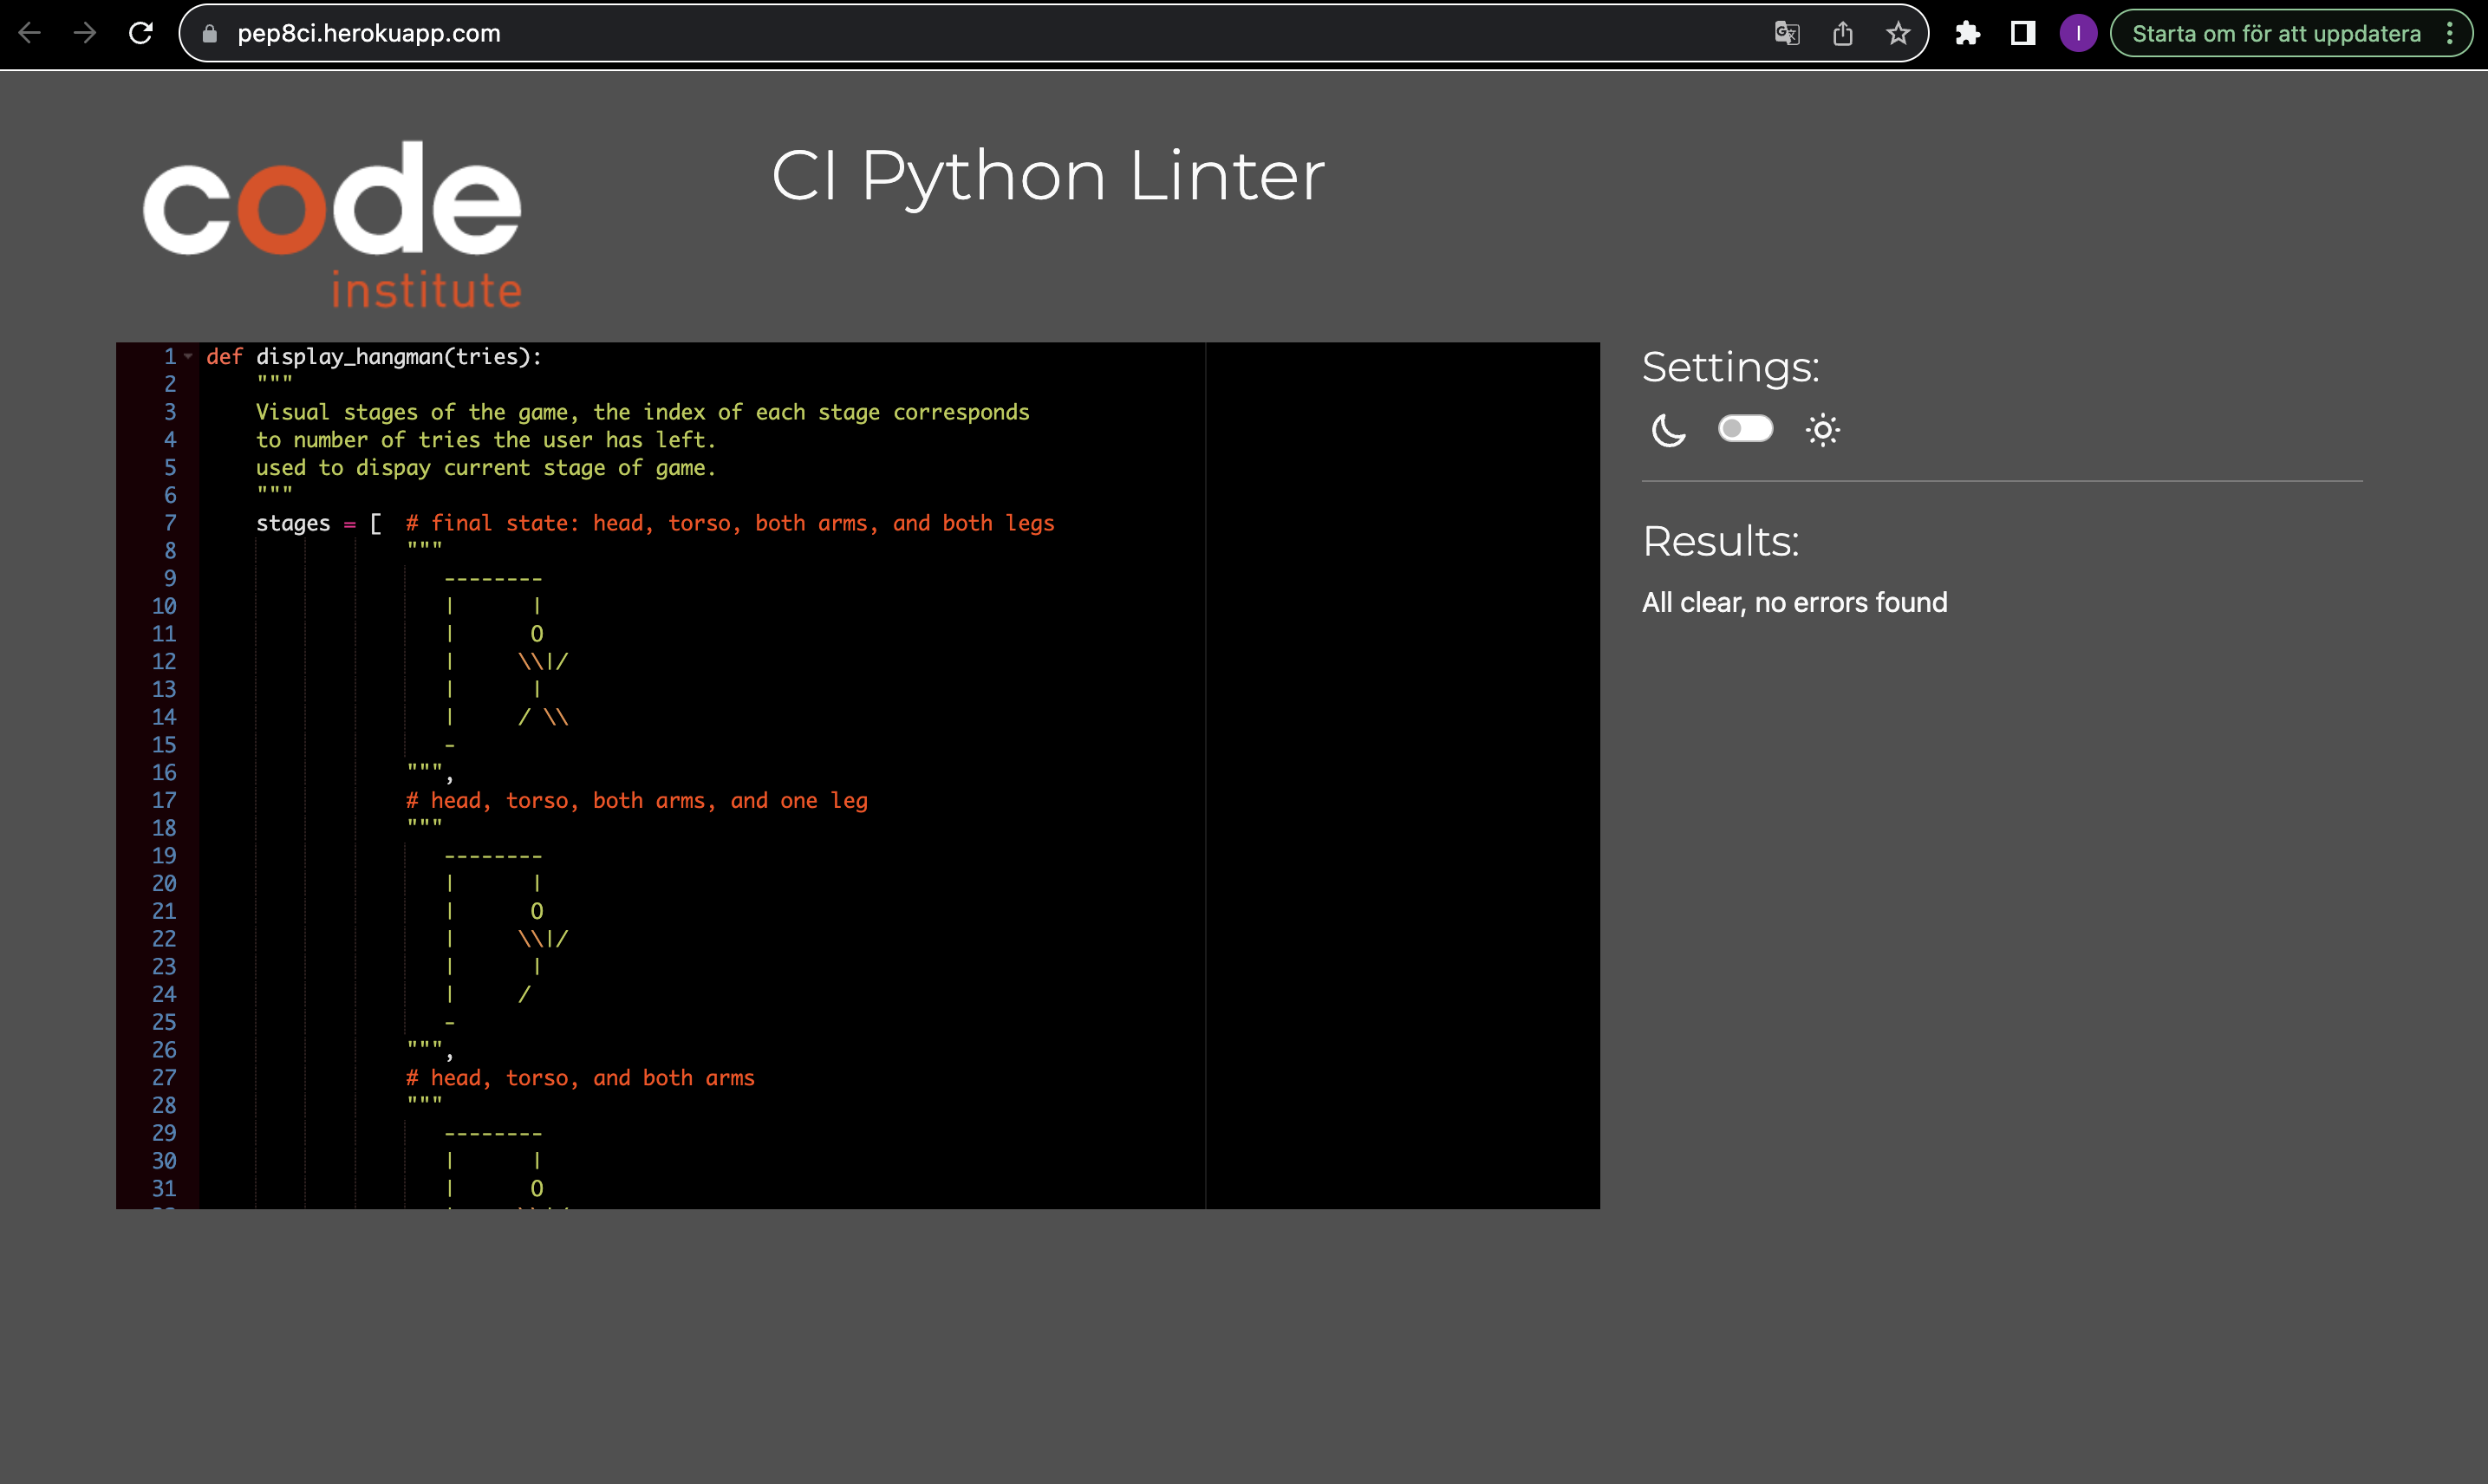 pep8ci.herokuapp.com
I
Starta om för att uppdatera
code
institute
CI Python Linter
1 def display_hangman(tries):
2     """
3     Visual stages of the game, the index of each stage corresponds
4     to number of tries the user has left.
5     used to dispay current stage of game.
6     """
7     stages = [  # final state: head, torso, both arms, and both legs
8                 """
9                    --------
10                   |      |
11                   |      O
12                   |     \\|/
13                   |      |
14                   |     / \\
15                   -
16                """,
17                # head, torso, both arms, and one leg
18                """
19                   --------
20                   |      |
21                   |      O
22                   |     \\|/
23                   |      |
24                   |     /
25                   -
26                """,
27                # head, torso, and both arms
28                """
29                   --------
30                   |      |
31                   |      O
Settings:
Results:
All clear, no errors found